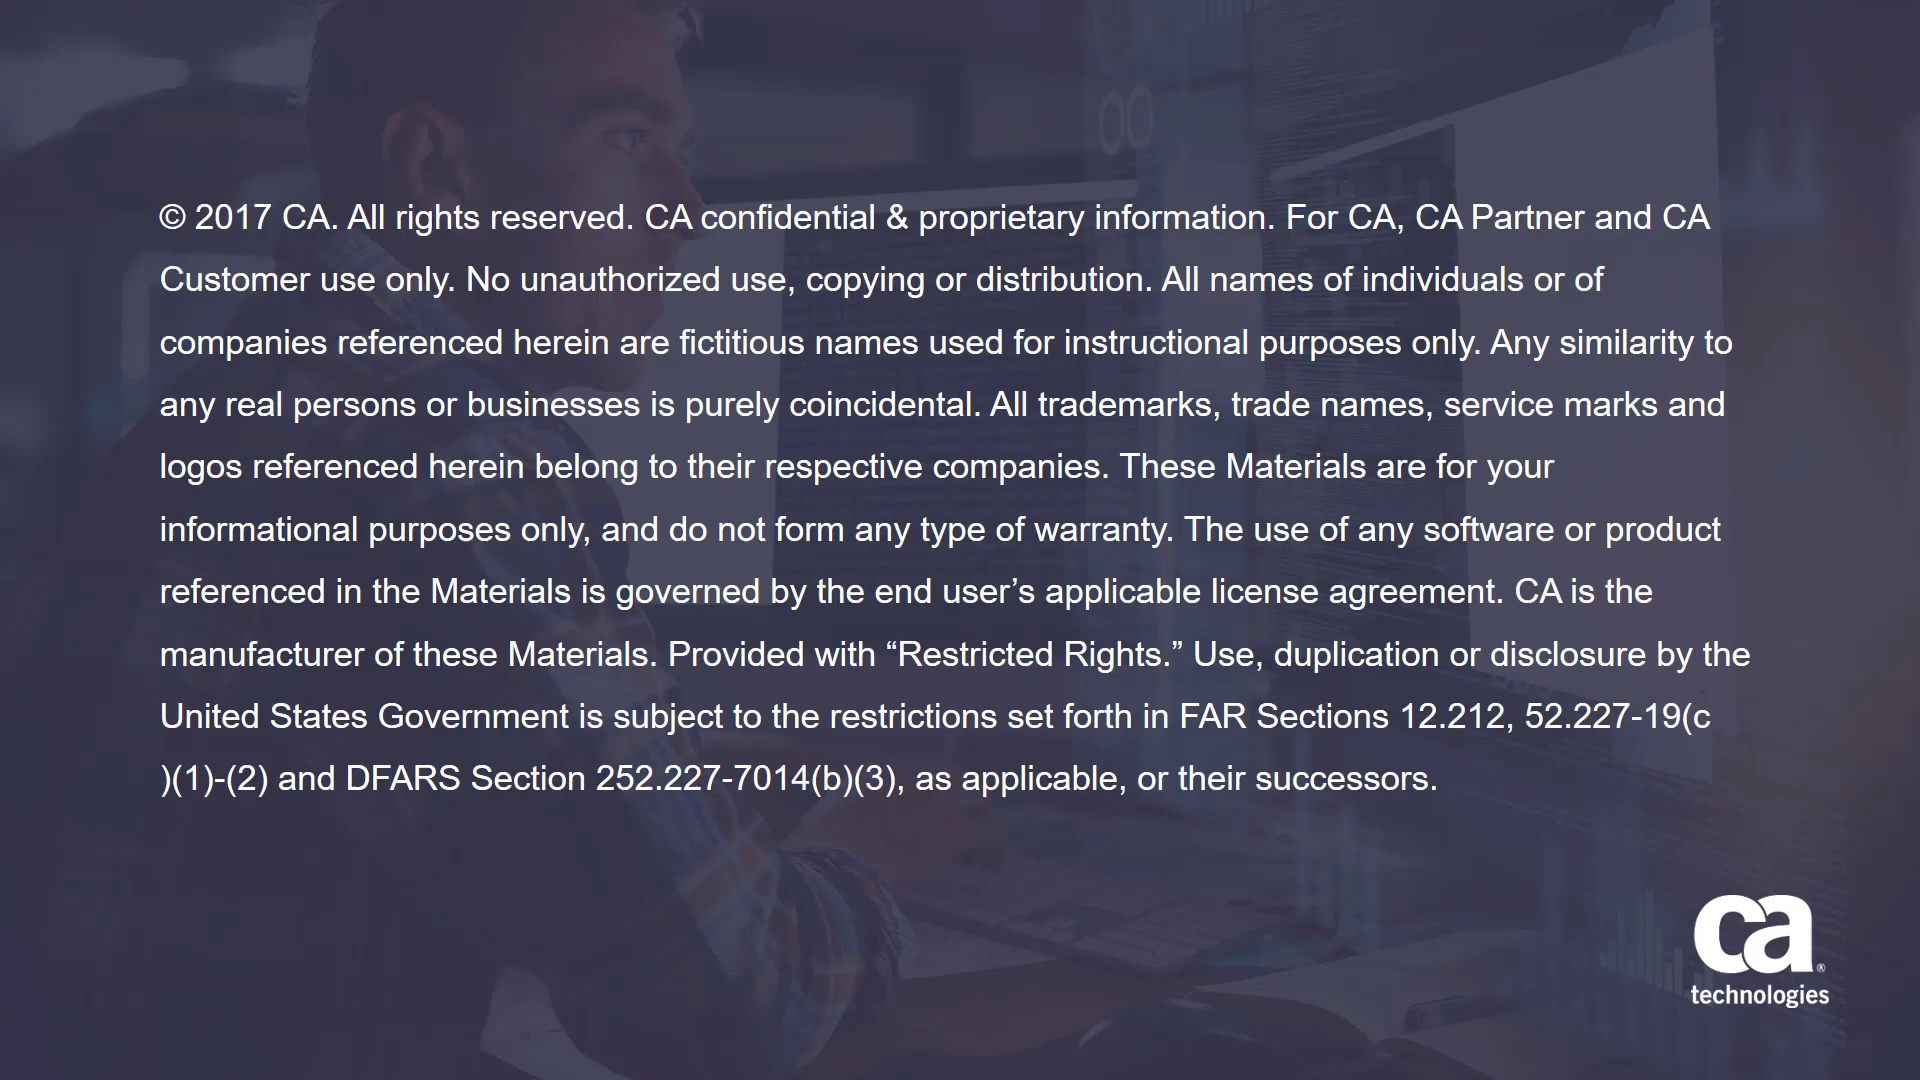 © 2017 CA. All rights reserved. CA confidential & proprietary information. For CA, CA Partner and CA
Customer use only. No unauthorized use, copying or distribution. All names of individuals or of
companies referenced herein are fictitious names used for instructional purposes only. Any similarity to
any real persons or businesses is purely coincidental. All trademarks, trade names, service marks and
logos referenced herein belong to their respective companies. These Materials are for your
informational purposes only, and do not form any type of warranty. The use of any software or product
referenced in the Materials is governed by the end user’s applicable license agreement. CA is the
manufacturer of these Materials. Provided with “Restricted Rights.” Use, duplication or disclosure by the
United States Government is subject to the restrictions set forth in FAR Sections 12.212, 52.227-19(c
)(1)-(2) and DFARS Section 252.227-7014(b)(3), as applicable, or their successors.
ca®
technologies